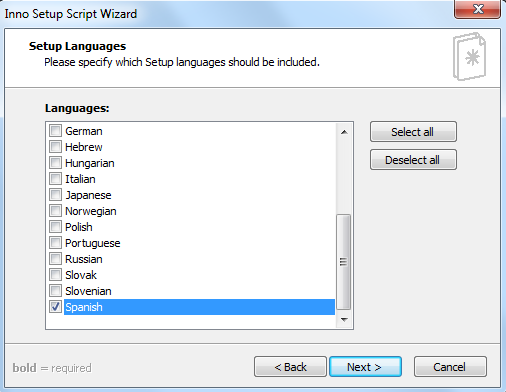 Inno Setup Script Wizard
Setup Languages
Please specify which Setup languages should be included.
Languages:
German
Hebrew
Hungarian
Italian
Japanese
Norwegian
Polish
Portuguese
Russian
Slovak
Slovenian
Spanish
Select all
Deselect all
bold = required
< Back
Next >
Cancel